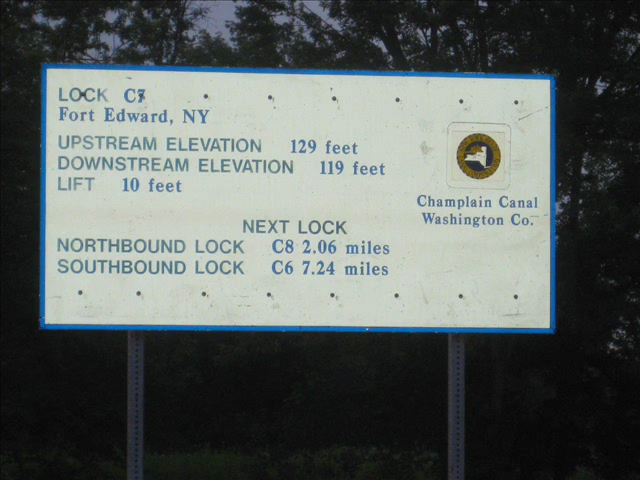 LOCK C7
Fort Edward, NY
UPSTREAM ELEVATION 129 feet
DOWNSTREAM ELEVATION 119 feet
LIFT 10 feet
Champlain Canal
Washington Co.
NEXT LOCK
NORTHBOUND LOCK C8 2.06 miles
SOUTHBOUND LOCK C6 7.24 miles